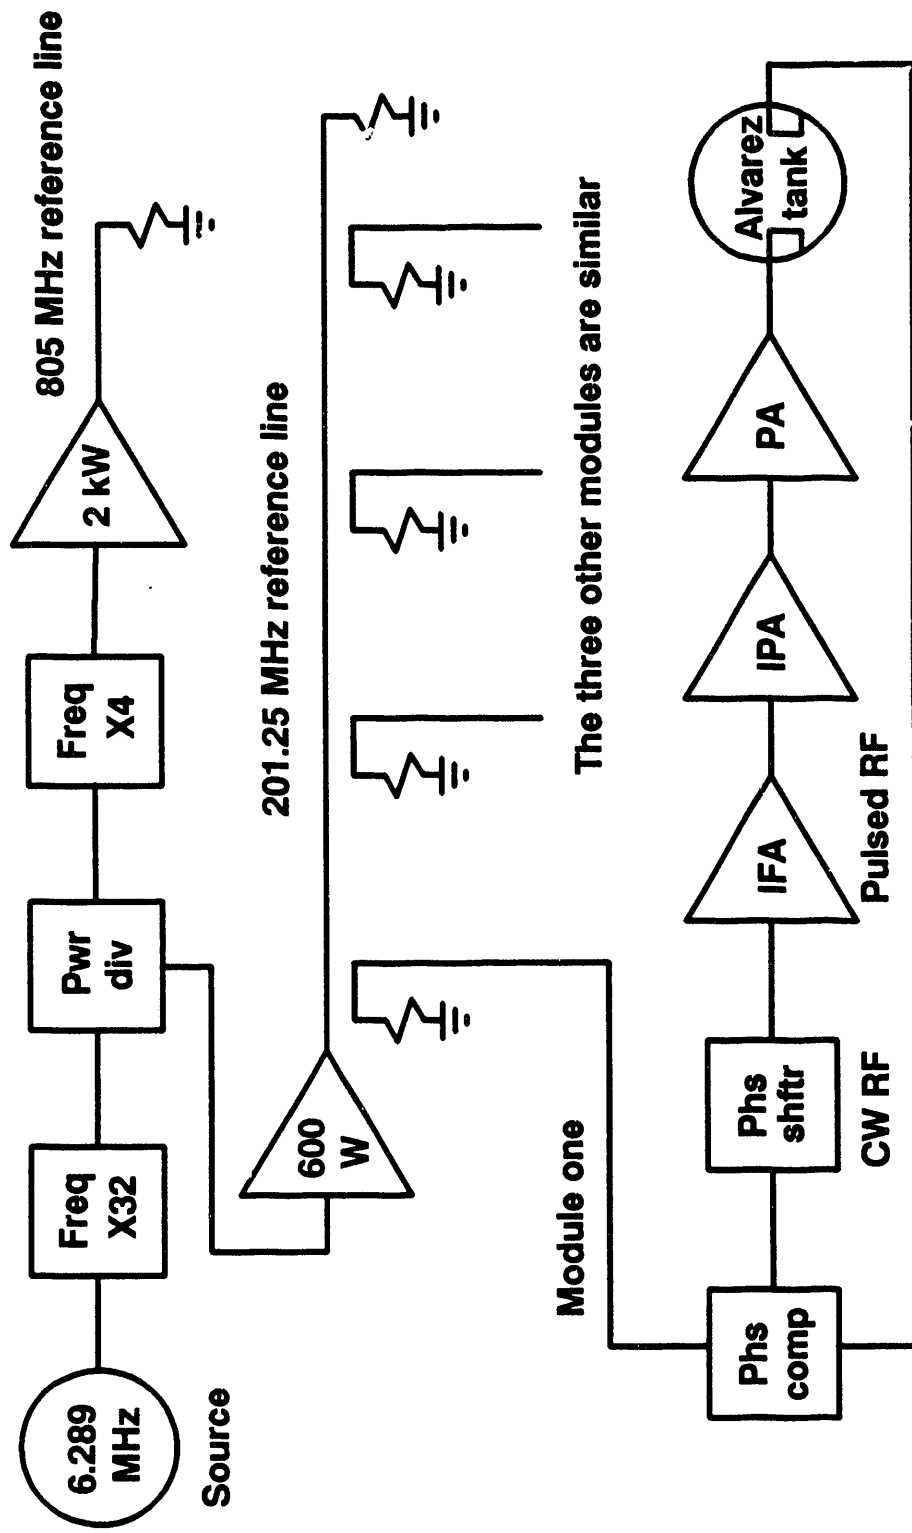 6.289
MHz
Source
Freq
X32
Pwr
div
Freq
X4
2 kW
805 MHz reference line
600
W
201.25 MHz reference line
Module one
The three other modules are similar
Phs
comp
Phs
shftr
CW RF
IFA
Pulsed RF
IPA
PA
Alvarez
tank